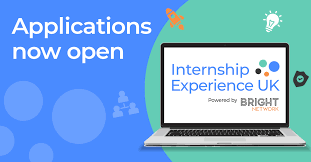 Applications
now open
Internship
Experience UK
Powered by BRIGHT
NETWORK